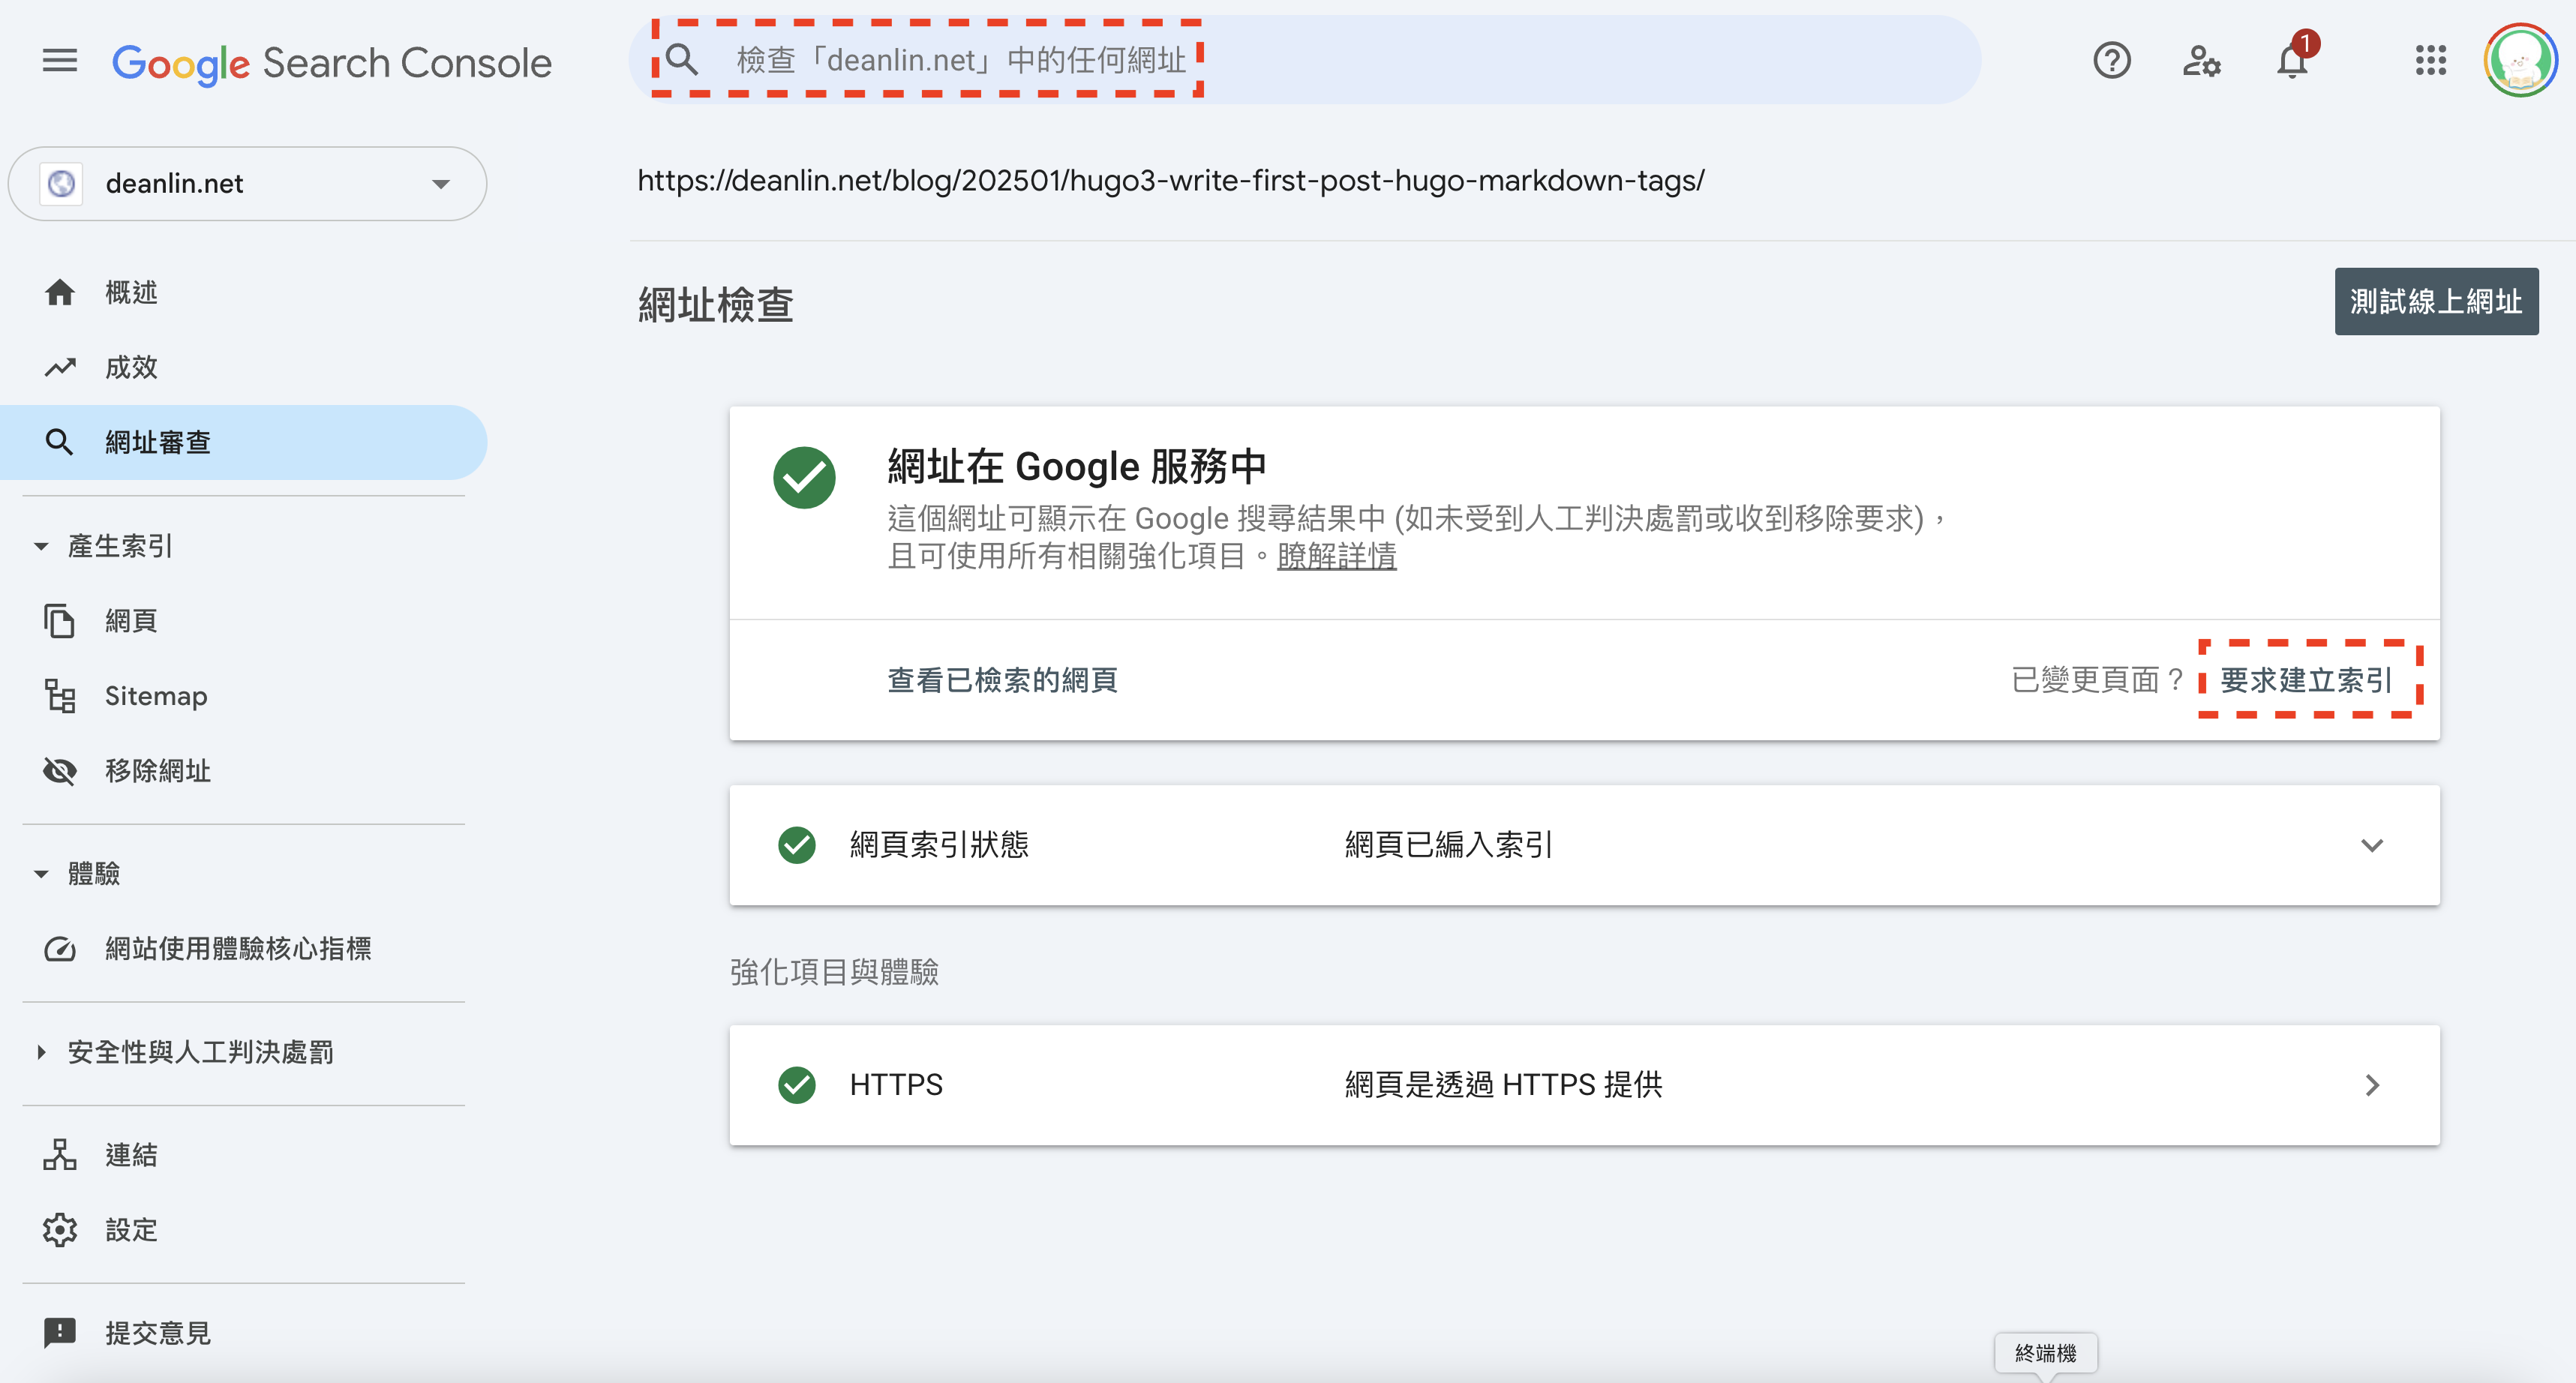 Google Search Console
檢查「deanlin.net」中的任何網址
1
deanlin.net
https://deanlin.net/blog/202501/hugo3-write-first-post-hugo-markdown-tags/
概述
成效
網址審查
產生索引
網頁
Sitemap
移除網址
體驗
網站使用體驗核心指標
安全性與人工判決處罰
連結
設定
提交意見
網址檢查
測試線上網址
網址在 Google 服務中
這個網址可顯示在 Google 搜尋結果中 (如未受到人工判決處罰或收到移除要求)，
且可使用所有相關強化項目。瞭解詳情
查看已檢索的網頁
已變更頁面？ 要求建立索引
網頁索引狀態 網頁已編入索引
強化項目與體驗
HTTPS 網頁是透過 HTTPS 提供
終端機